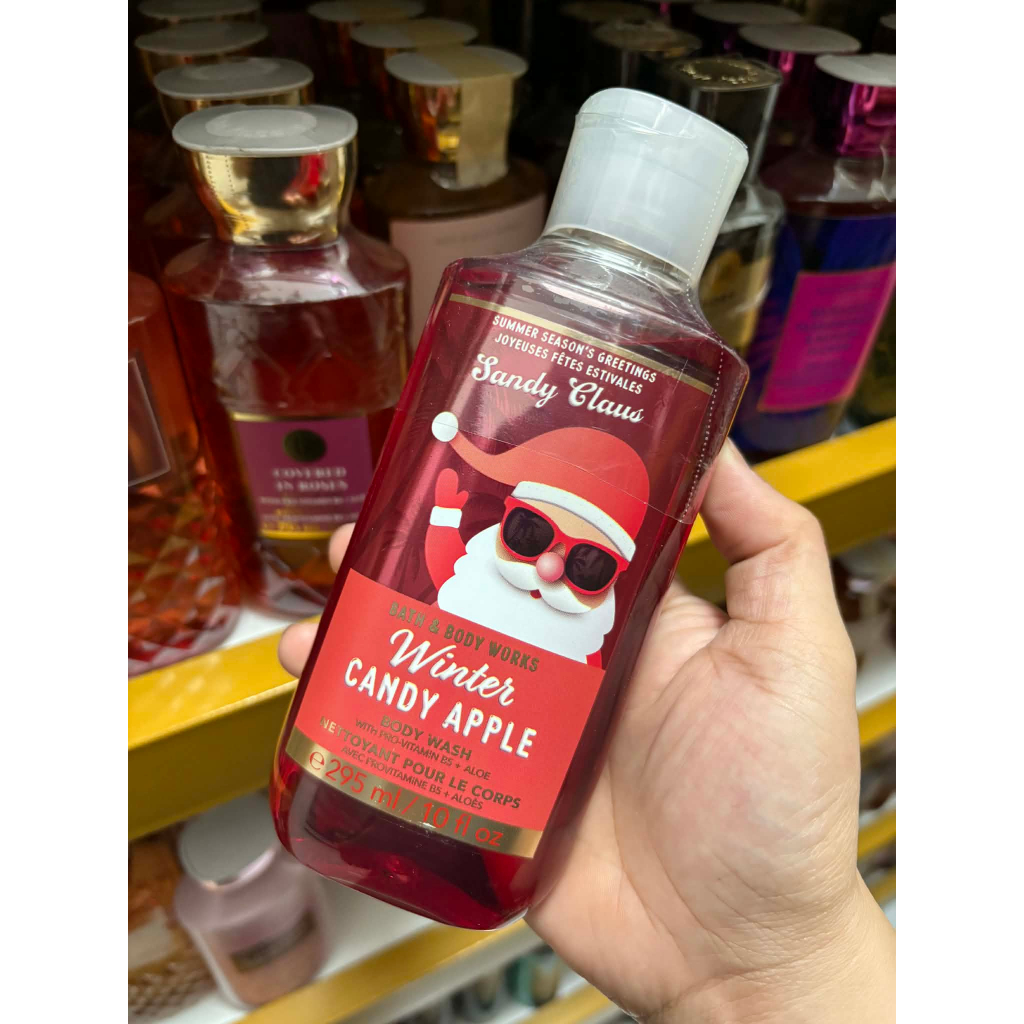 SUMMER SEASON'S GREETINGS
JOYEUSES FÊTES ESTIVALES
Sandy Claus
BATH & BODY WORKS
Winter
CANDY APPLE
BODY WASH
WITH PRO-VITAMIN B5 + ALOE
NETTOYANT POUR LE CORPS
AVEC PROVITAMINE B5 + ALOÈS
e 295 ml / 10 fl oz
COVERED
IN ROSES